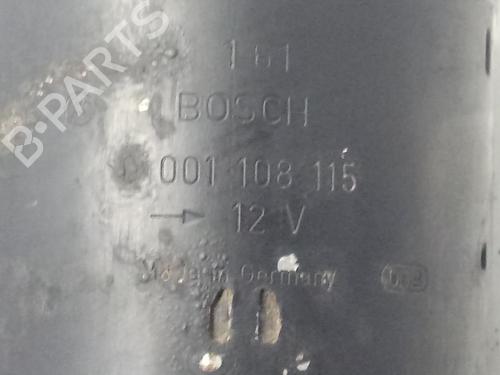 161
BOSCH
001 108 115
→ 12 V
Made in Germany
B-PARTS